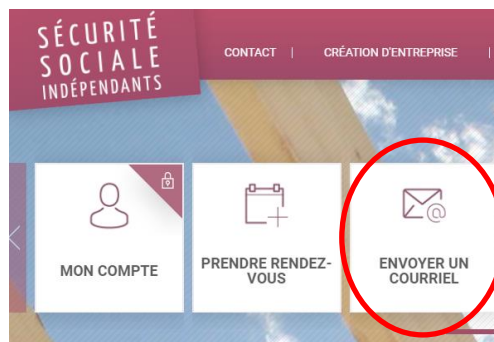 SÉCURITÉ
SOCIALE
INDÉPENDANTS
CONTACT | CRÉATION D'ENTREPRISE |
MON COMPTE
PRENDRE RENDEZ-
VOUS
ENVOYER UN
COURRIEL